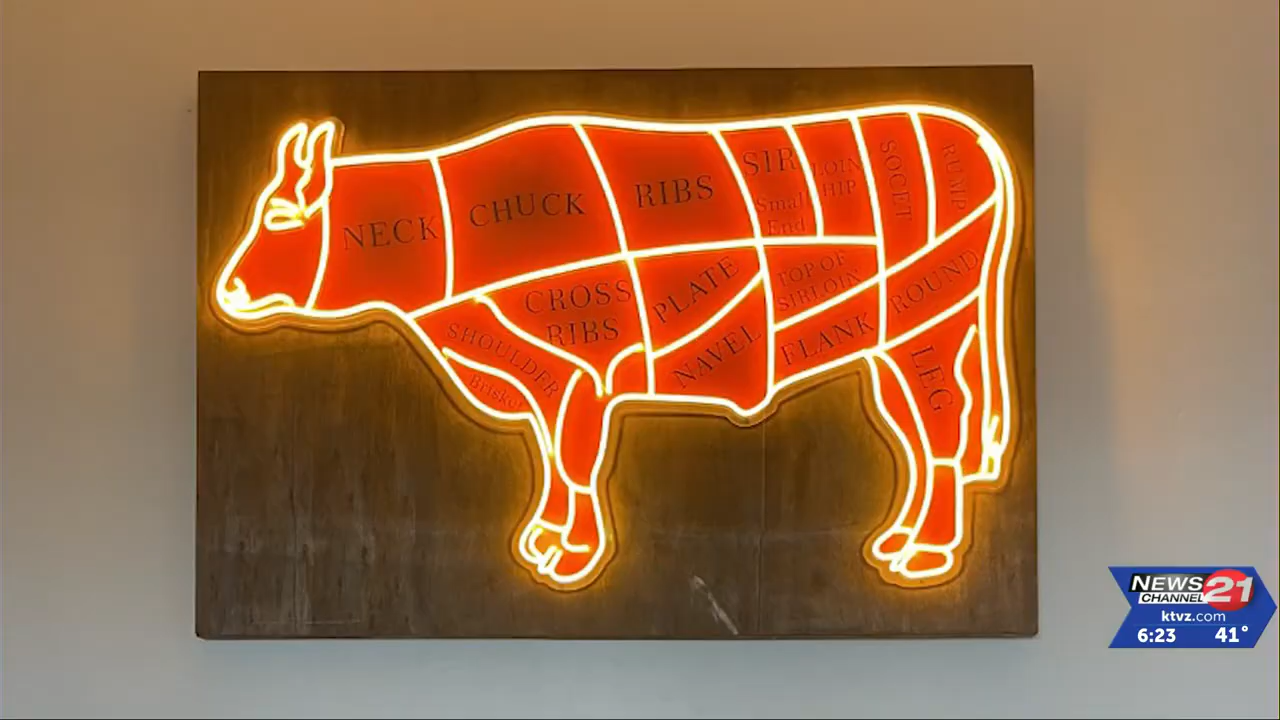 NECK
CHUCK
RIBS
SIR
Small
End
LOIN
HIP
SOCET
RUMP
CROSS
RIBS
PLATE
TOP OF
SIRLOIN
ROUND
SHOULDER
Brisket
NAVEL
FLANK
LEG
NEWS
CHANNEL 21
ktvz.com
6:23 41°